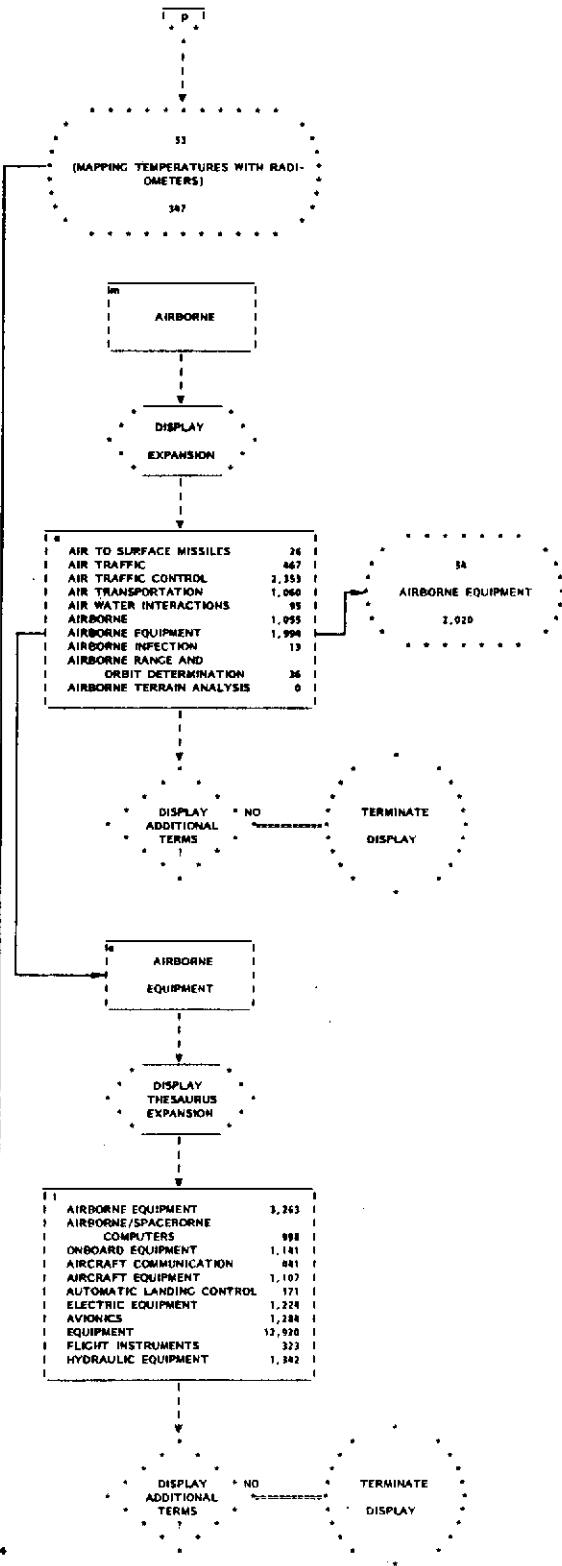 P
53
(MAPPING TEMPERATURES WITH RADI-
OMETERS)
347
im
AIRBORNE
DISPLAY
EXPANSION
AIR TO SURFACE MISSILES 26
AIR TRAFFIC 467
AIR TRAFFIC CONTROL 2,353
AIR TRANSPORTATION 1,060
AIR WATER INTERACTIONS 95
AIRBORNE 1,055
AIRBORNE EQUIPMENT 1,994
AIRBORNE INFECTION 13
AIRBORNE RANGE AND
ORBIT DETERMINATION 36
AIRBORNE TERRAIN ANALYSIS 0
54
AIRBORNE EQUIPMENT
2,020
DISPLAY
ADDITIONAL
TERMS
?
NO
TERMINATE
DISPLAY
AIRBORNE
EQUIPMENT
DISPLAY
THESAURUS
EXPANSION
AIRBORNE EQUIPMENT 3,263
AIRBORNE/SPACEBORNE
COMPUTERS 998
ONBOARD EQUIPMENT 1,141
AIRCRAFT COMMUNICATION 441
AIRCRAFT EQUIPMENT 1,107
AUTOMATIC LANDING CONTROL 171
ELECTRIC EQUIPMENT 1,224
AVIONICS 1,284
EQUIPMENT 12,920
FLIGHT INSTRUMENTS 323
HYDRAULIC EQUIPMENT 1,342
DISPLAY
ADDITIONAL
TERMS
?
NO
TERMINATE
DISPLAY